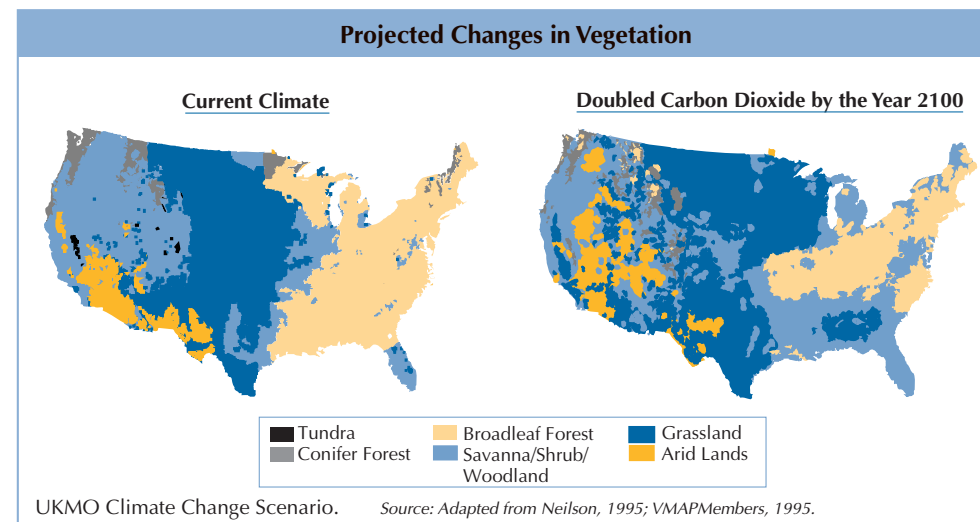 Projected Changes in Vegetation
Current Climate
Doubled Carbon Dioxide by the Year 2100
Tundra
Conifer Forest
Broadleaf Forest
Savanna/Shrub/
Woodland
Grassland
Arid Lands
UKMO Climate Change Scenario.
Source: Adapted from Neilson, 1995; VMAPMembers, 1995.